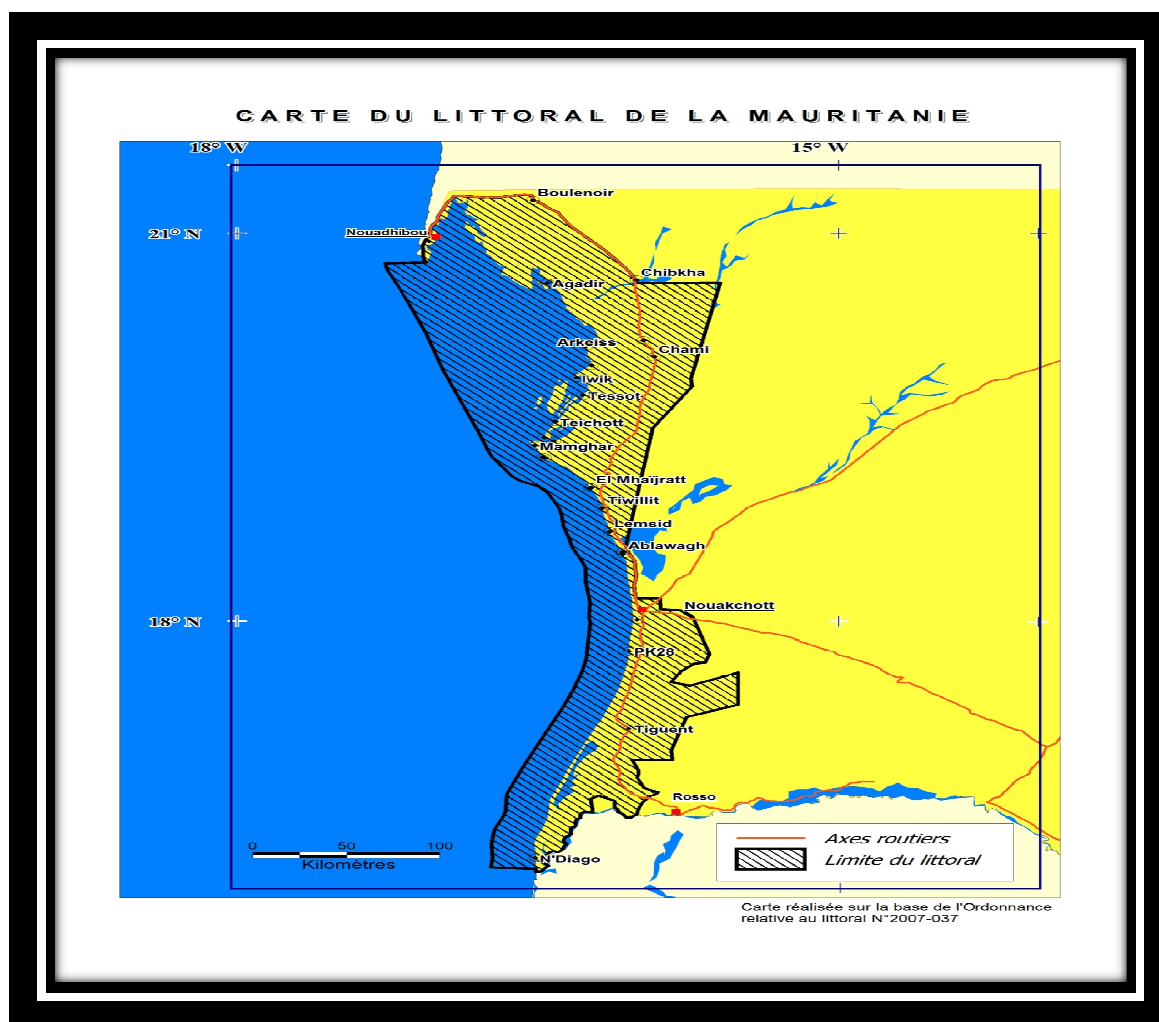 CARTE DU LITTORAL DE LA MAURITANIE
18° W
15° W
Boulenoir
21° N
Nouadhibou
Chibkha
Agadir
Arkeiss
Chami
Iwik
Tessot
Teichott
Mamghar
El Mhaïjratt
Tiwillit
Lemsid
Ablawagh
Nouakchott
18° N
PK28
Tiguent
Rosso
0 50 100
Kilomètres
N'Diago
Axes routiers
Limite du littoral
Carte réalisée sur la base de l'Ordonnance
relative au littoral N°2007-037